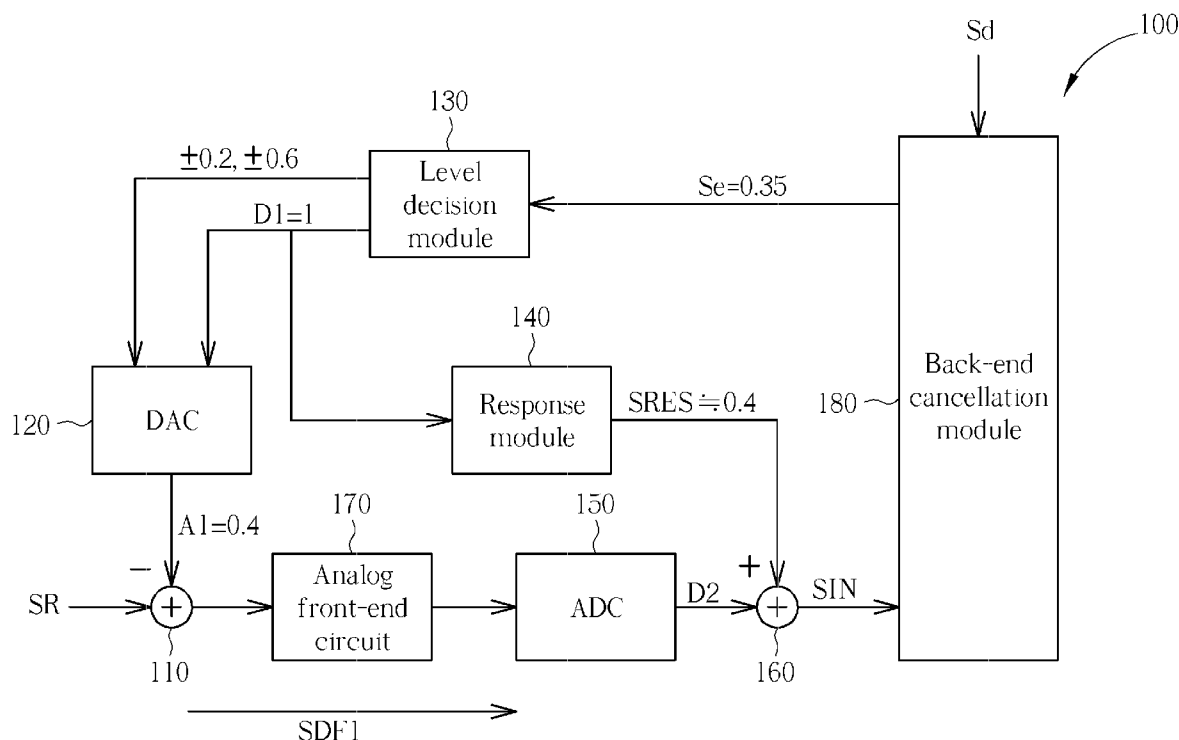 Sd
100
130
±0.2, ±0.6
Level
decision
module
Se=0.35
D1=1
140
120
DAC
Response
module
SRES≒0.4
180
Back-end
cancellation
module
A1=0.4
170
150
−
+
SR
+
Analog
front-end
circuit
ADC
D2
+
SIN
110
160
SDF1